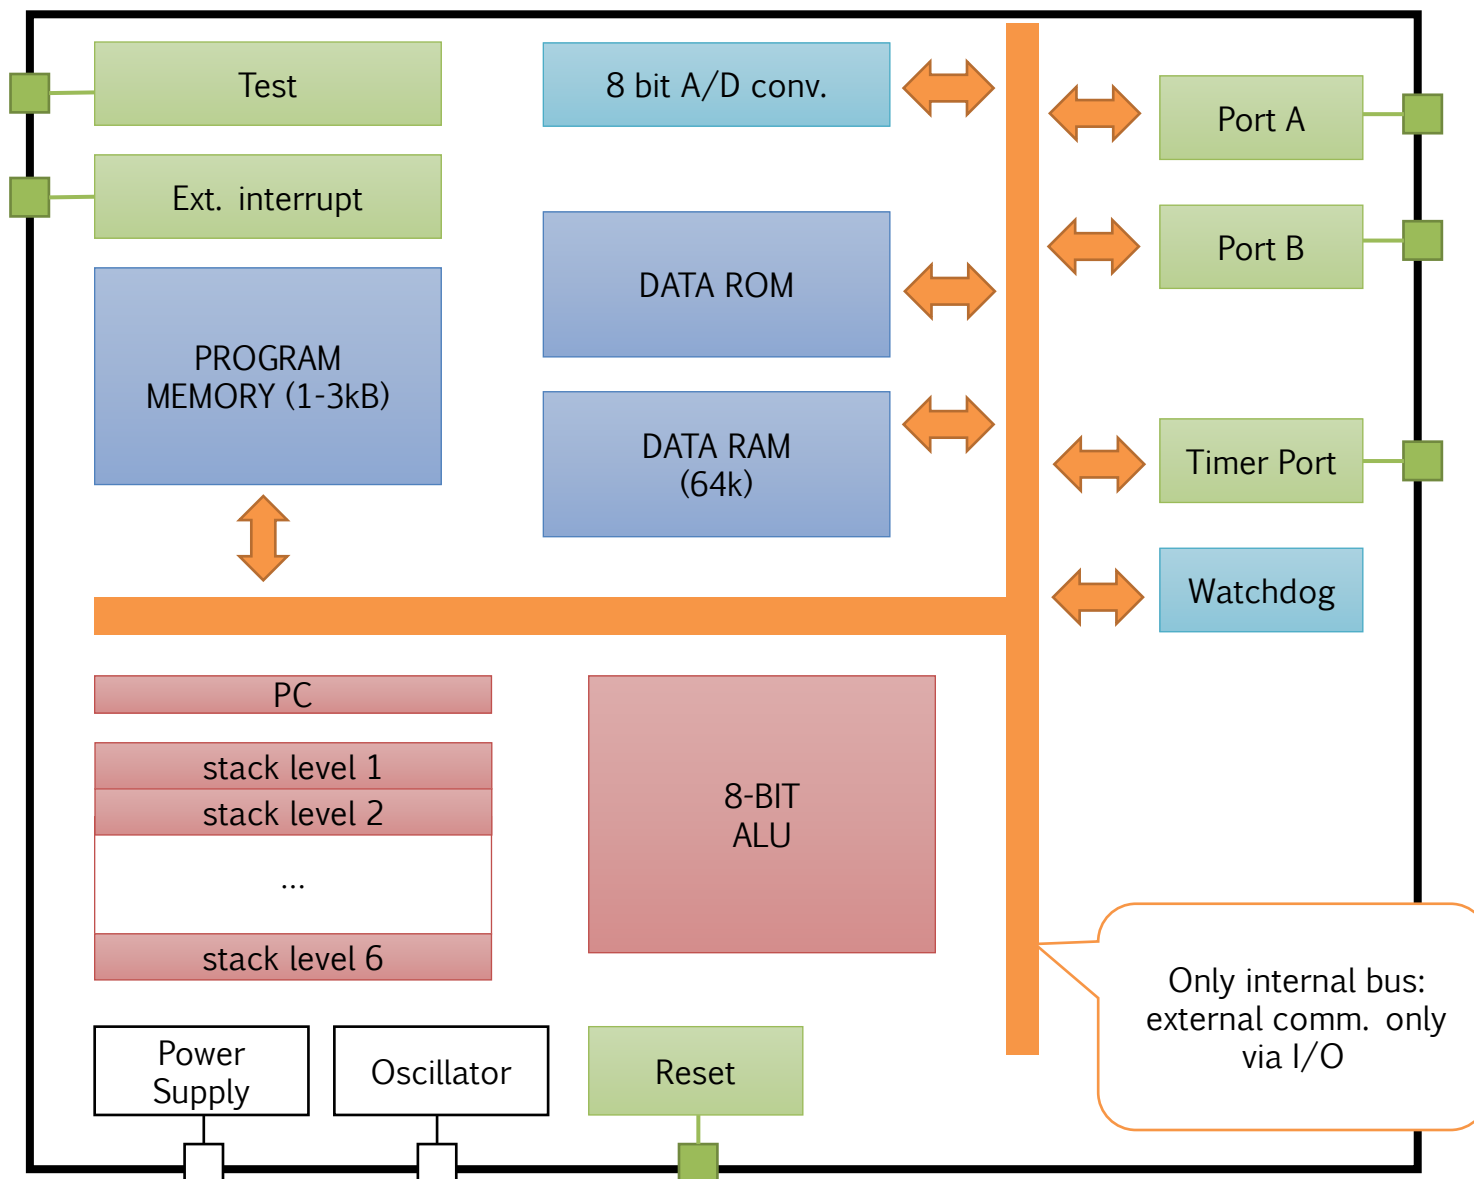 Test
8 bit A/D conv.
Port A
Ext. interrupt
Port B
DATA ROM
PROGRAM
MEMORY (1-3kB)
DATA RAM
(64k)
Timer Port
Watchdog
PC
stack level 1
stack level 2
...
stack level 6
8-BIT
ALU
Only internal bus:
external comm. only
via I/O
Power
Supply
Oscillator
Reset